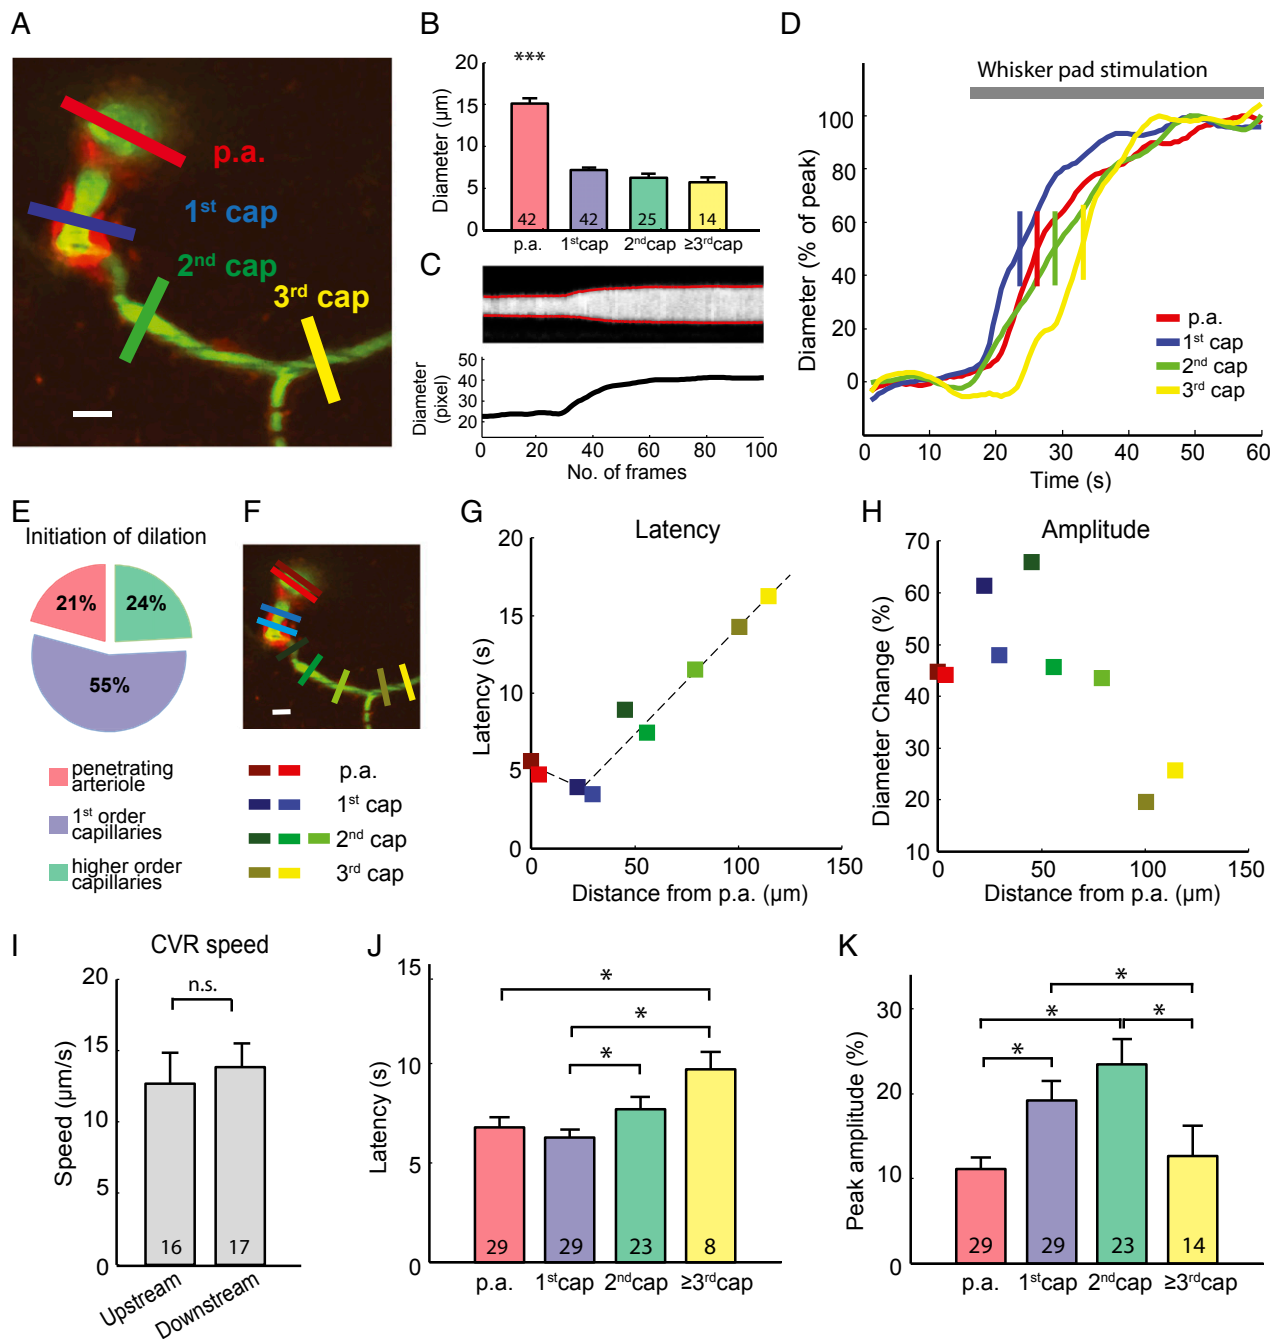 A
p.a.
1st cap
2nd cap
3rd cap
B
***
Diameter (µm)
20
15
10
5
0
42
42
25
14
p.a.
1stcap
2ndcap
≥3rdcap
C
Diameter
(pixel)
50
40
30
20
0
20
40
60
80
100
No. of frames
D
Whisker pad stimulation
Diameter (% of peak)
100
80
60
40
20
0
p.a.
1st cap
2nd cap
3rd cap
0
10
20
30
40
50
60
Time (s)
E
Initiation of dilation
21%
24%
55%
penetrating
arteriole
1st order
capillaries
higher order
capillaries
F
p.a.
1st cap
2nd cap
3rd cap
G
Latency
Latency (s)
20
15
10
5
0
0
50
100
150
Distance from p.a. (µm)
H
Amplitude
Diameter Change (%)
70
60
50
40
30
20
10
0
50
100
150
Distance from p.a. (µm)
I
CVR speed
n.s.
Speed (µm/s)
20
15
10
5
0
16
17
Upstream
Downstream
J
*
*
*
Latency (s)
15
10
5
0
29
29
23
8
p.a.
1stcap
2ndcap
≥3rdcap
K
*
*
*
*
Peak amplitude (%)
30
20
10
0
29
29
23
14
p.a.
1stcap
2ndcap
≥3rdcap